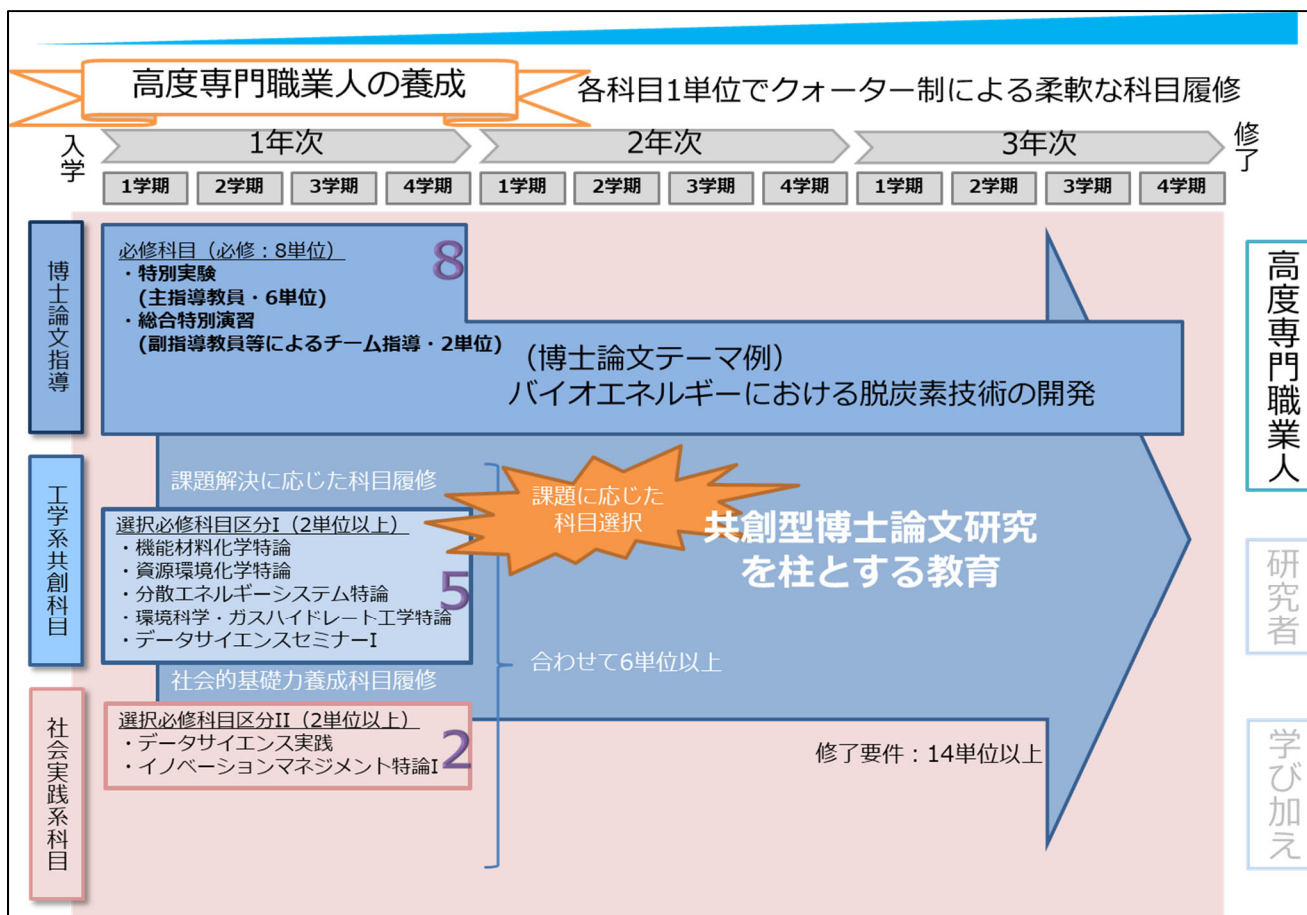 高度専門職業人の養成
各科目1単位でクォーター制による柔軟な科目履修
入学
1年次
2年次
3年次
修了
1学期
2学期
3学期
4学期
1学期
2学期
3学期
4学期
1学期
2学期
3学期
4学期
博士論文指導
必修科目（必修：8単位）
・特別実験
(主指導教員・6単位)
・総合特別演習
(副指導教員等によるチーム指導・2単位)
8
（博士論文テーマ例）
バイオエネルギーにおける脱炭素技術の開発
工学系共創科目
課題解決に応じた科目履修
選択必修科目区分I（2単位以上）
・機能材料化学特論
・資源環境化学特論
・分散エネルギーシステム特論
・環境科学・ガスハイドレート工学特論
・データサイエンスセミナーI
5
課題に応じた
科目選択
共創型博士論文研究
を柱とする教育
社会的基礎力養成科目履修
合わせて6単位以上
社会実践系科目
選択必修科目区分II（2単位以上）
・データサイエンス実践
・イノベーションマネジメント特論I
2
修了要件：14単位以上
高度専門職業人
研究者
学び加え